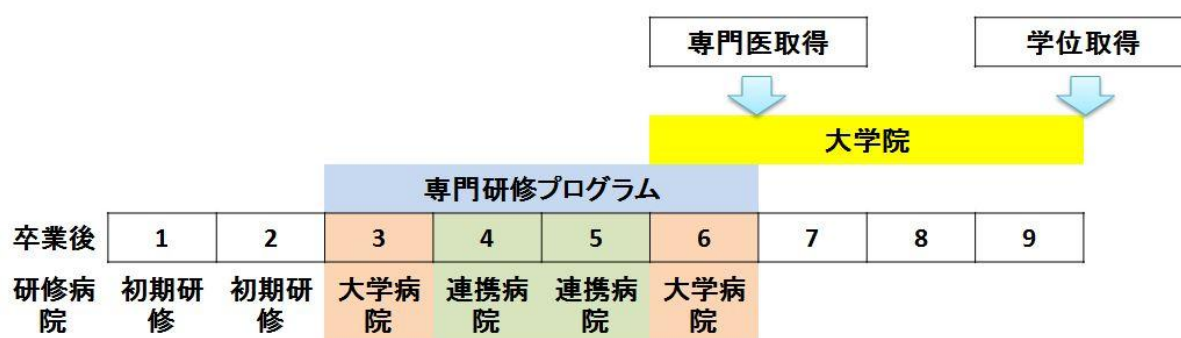 専門医取得 学位取得
大学院
専門研修プログラム
卒業後 1 2 3 4 5 6 7 8 9
研修病院 初期研修 初期研修 大学病院 連携病院 連携病院 大学病院